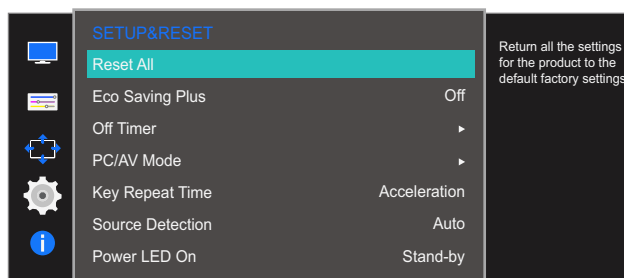 SETUP&RESET
Reset All
Eco Saving Plus Off
Off Timer
PC/AV Mode
Key Repeat Time Acceleration
Source Detection Auto
Power LED On Stand-by
Return all the settings
for the product to the
default factory settings